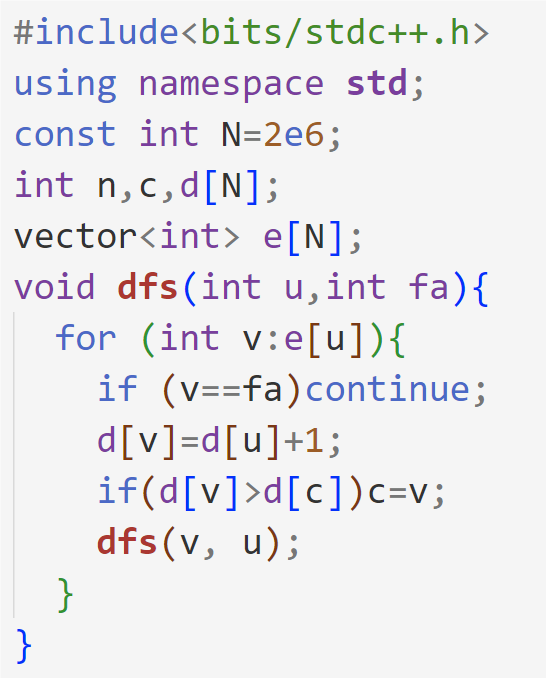 #include<bits/stdc++.h>
using namespace std;
const int N=2e6;
int n,c,d[N];
vector<int> e[N];
void dfs(int u,int fa){
  for (int v:e[u]){
    if (v==fa)continue;
    d[v]=d[u]+1;
    if(d[v]>d[c])c=v;
    dfs(v, u);
  }
}